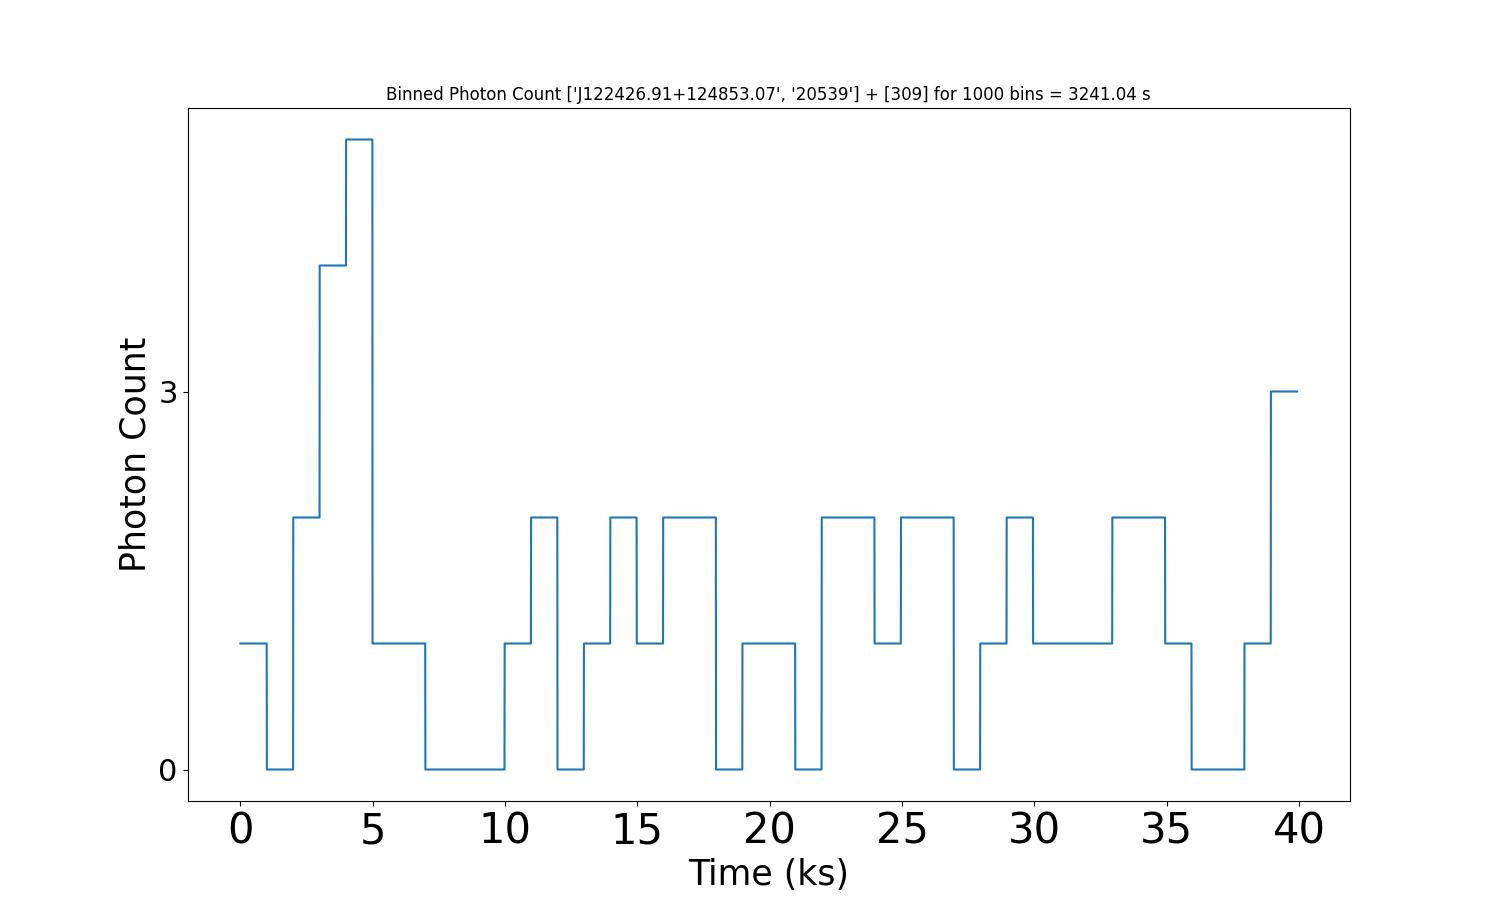 Binned Photon Count ['J122426.91+124853.07', '20539'] + [309] for 1000 bins = 3241.04 s
Photon Count
3
0
0 5 10 15 20 25 30 35 40
Time (ks)